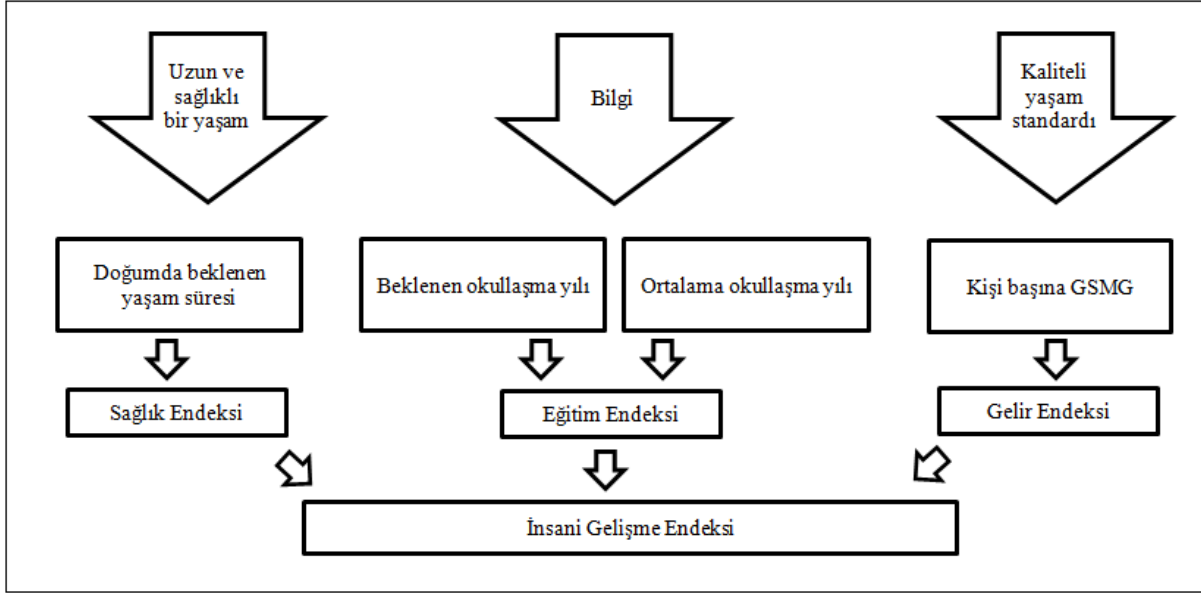 Uzun ve
sağlıklı
bir yaşam
Bilgi
Kaliteli
yaşam
standardı
Doğumda beklenen
yaşam süresi
Beklenen okullaşma yılı
Ortalama okullaşma yılı
Kişi başına GSMG
Sağlık Endeksi
Eğitim Endeksi
Gelir Endeksi
İnsani Gelişme Endeksi